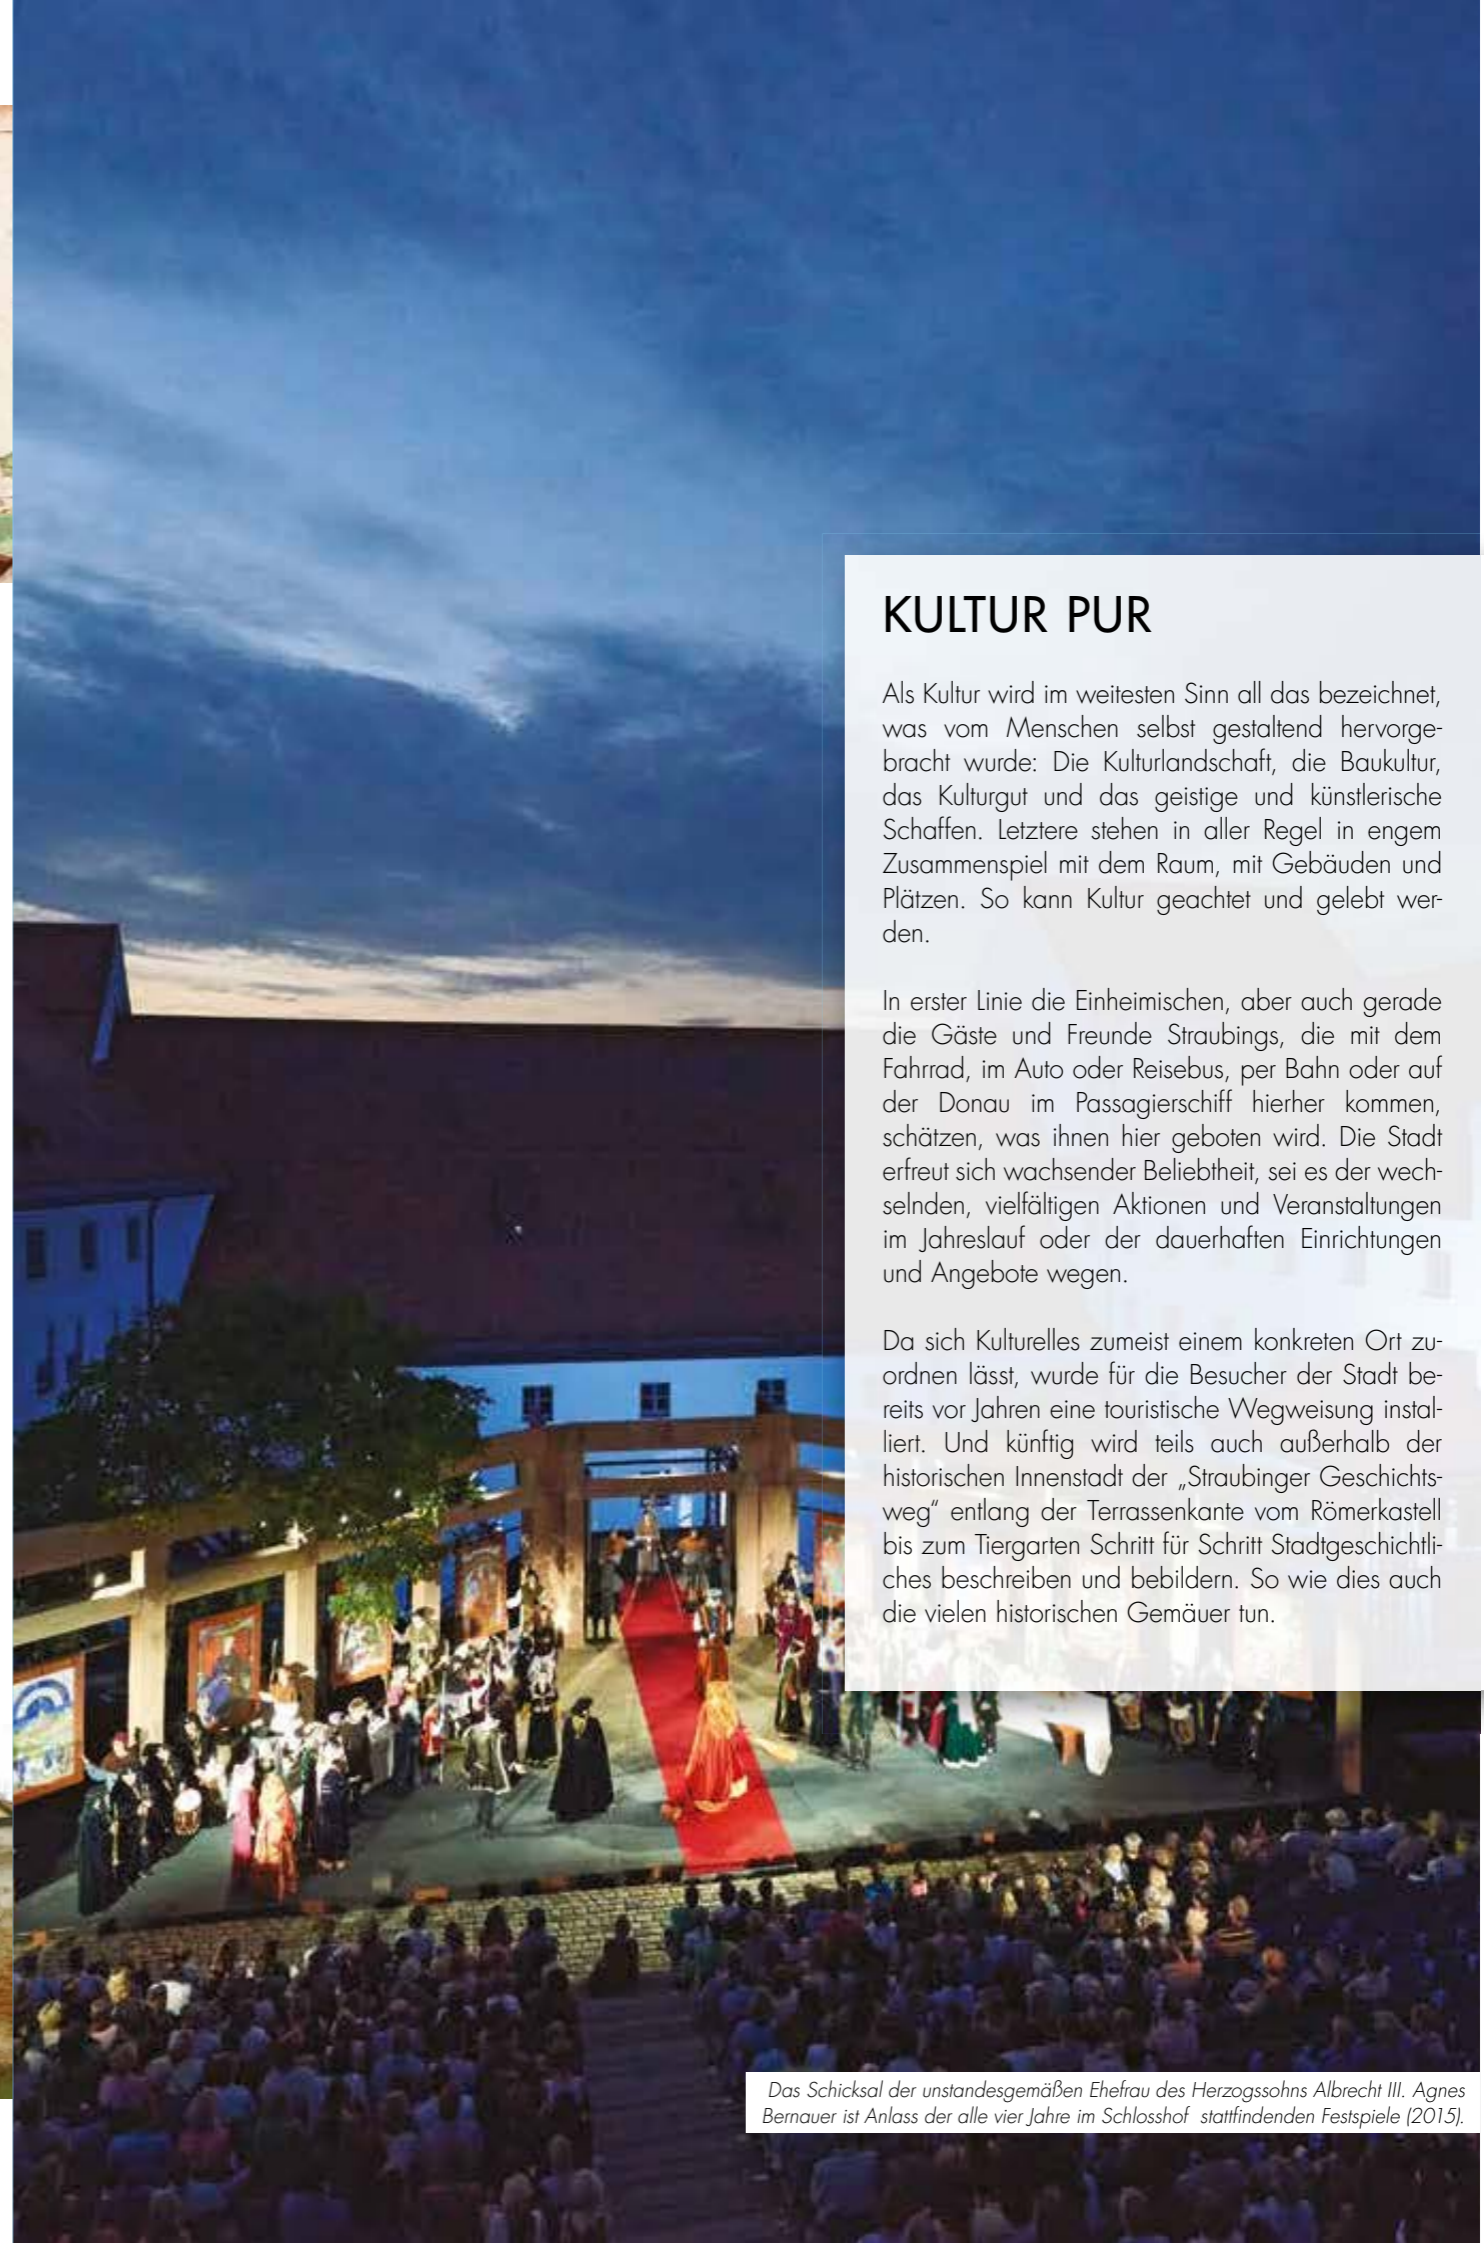 KULTUR PUR
Als Kultur wird im weitesten Sinn all das bezeichnet,
was vom Menschen selbst gestaltend hervorge-
bracht wurde: Die Kulturlandschaft, die Baukultur,
das Kulturgut und das geistige und künstlerische
Schaffen. Letztere stehen in aller Regel in engem
Zusammenspiel mit dem Raum, mit Gebäuden und
Plätzen. So kann Kultur geachtet und gelebt wer-
den.
In erster Linie die Einheimischen, aber auch gerade
die Gäste und Freunde Straubings, die mit dem
Fahrrad, im Auto oder Reisebus, per Bahn oder auf
der Donau im Passagierschiff hierher kommen,
schätzen, was ihnen hier geboten wird. Die Stadt
erfreut sich wachsender Beliebtheit, sei es der wech-
selnden, vielfältigen Aktionen und Veranstaltungen
im Jahreslauf oder der dauerhaften Einrichtungen
und Angebote wegen.
Da sich Kulturelles zumeist einem konkreten Ort zu-
ordnen lässt, wurde für die Besucher der Stadt be-
reits vor Jahren eine touristische Wegweisung instal-
liert. Und künftig wird teils auch außerhalb der
historischen Innenstadt der „Straubinger Geschichts-
weg“ entlang der Terrassenkante vom Römerkastell
bis zum Tiergarten Schritt für Schritt Stadtgeschichtli-
ches beschreiben und bebildern. So wie dies auch
die vielen historischen Gemäuer tun.
Das Schicksal der unstandesgemäßen Ehefrau des Herzogssohns Albrecht III. Agnes
Bernauer ist Anlass der alle vier Jahre im Schlosshof stattfindenden Festspiele (2015).